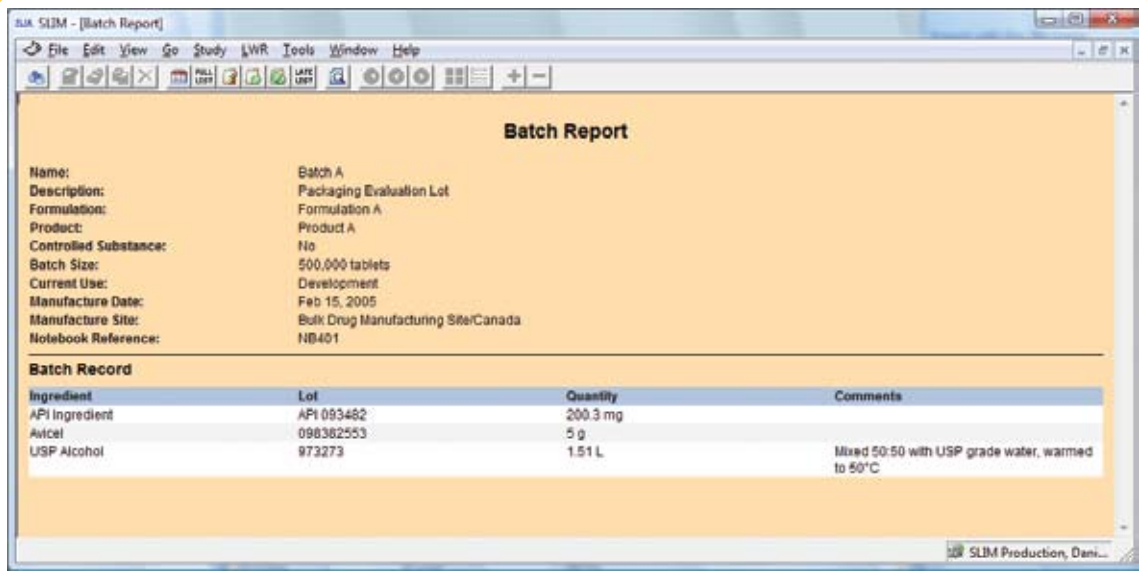 SLIM - [Batch Report]
File Edit View Go Study LWR Tools Window Help
FULL LIST LATE LIST
Batch Report
Name: Batch A
Description: Packaging Evaluation Lot
Formulation: Formulation A
Product: Product A
Controlled Substance: No
Batch Size: 500,000 tablets
Current Use: Development
Manufacture Date: Feb 15, 2005
Manufacture Site: Bulk Drug Manufacturing Site/Canada
Notebook Reference: NB401
Batch Record
Ingredient Lot Quantity Comments
API Ingredient API 093482 200.3 mg
Avicel 098382553 5 g
USP Alcohol 973273 1.51 L Mixed 50:50 with USP grade water, warmed
to 50°C
SLIM Production, Dani...